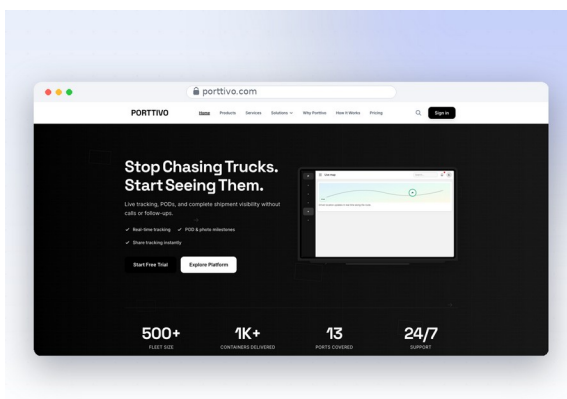 porttivo.com
PORTTIVO Home Products Services Solutions Why Porttivo How It Works Pricing Sign in
Stop Chasing Trucks.
Start Seeing Them.
Live tracking, PODs, and complete shipment visibility without
calls or follow-ups.
✓ Real-time tracking ✓ POD & photo milestones
✓ Share tracking instantly
Start Free Trial Explore Platform
500+ 1K+ 13 24/7
FLEET SIZE CONTAINERS DELIVERED PORTS COVERED SUPPORT